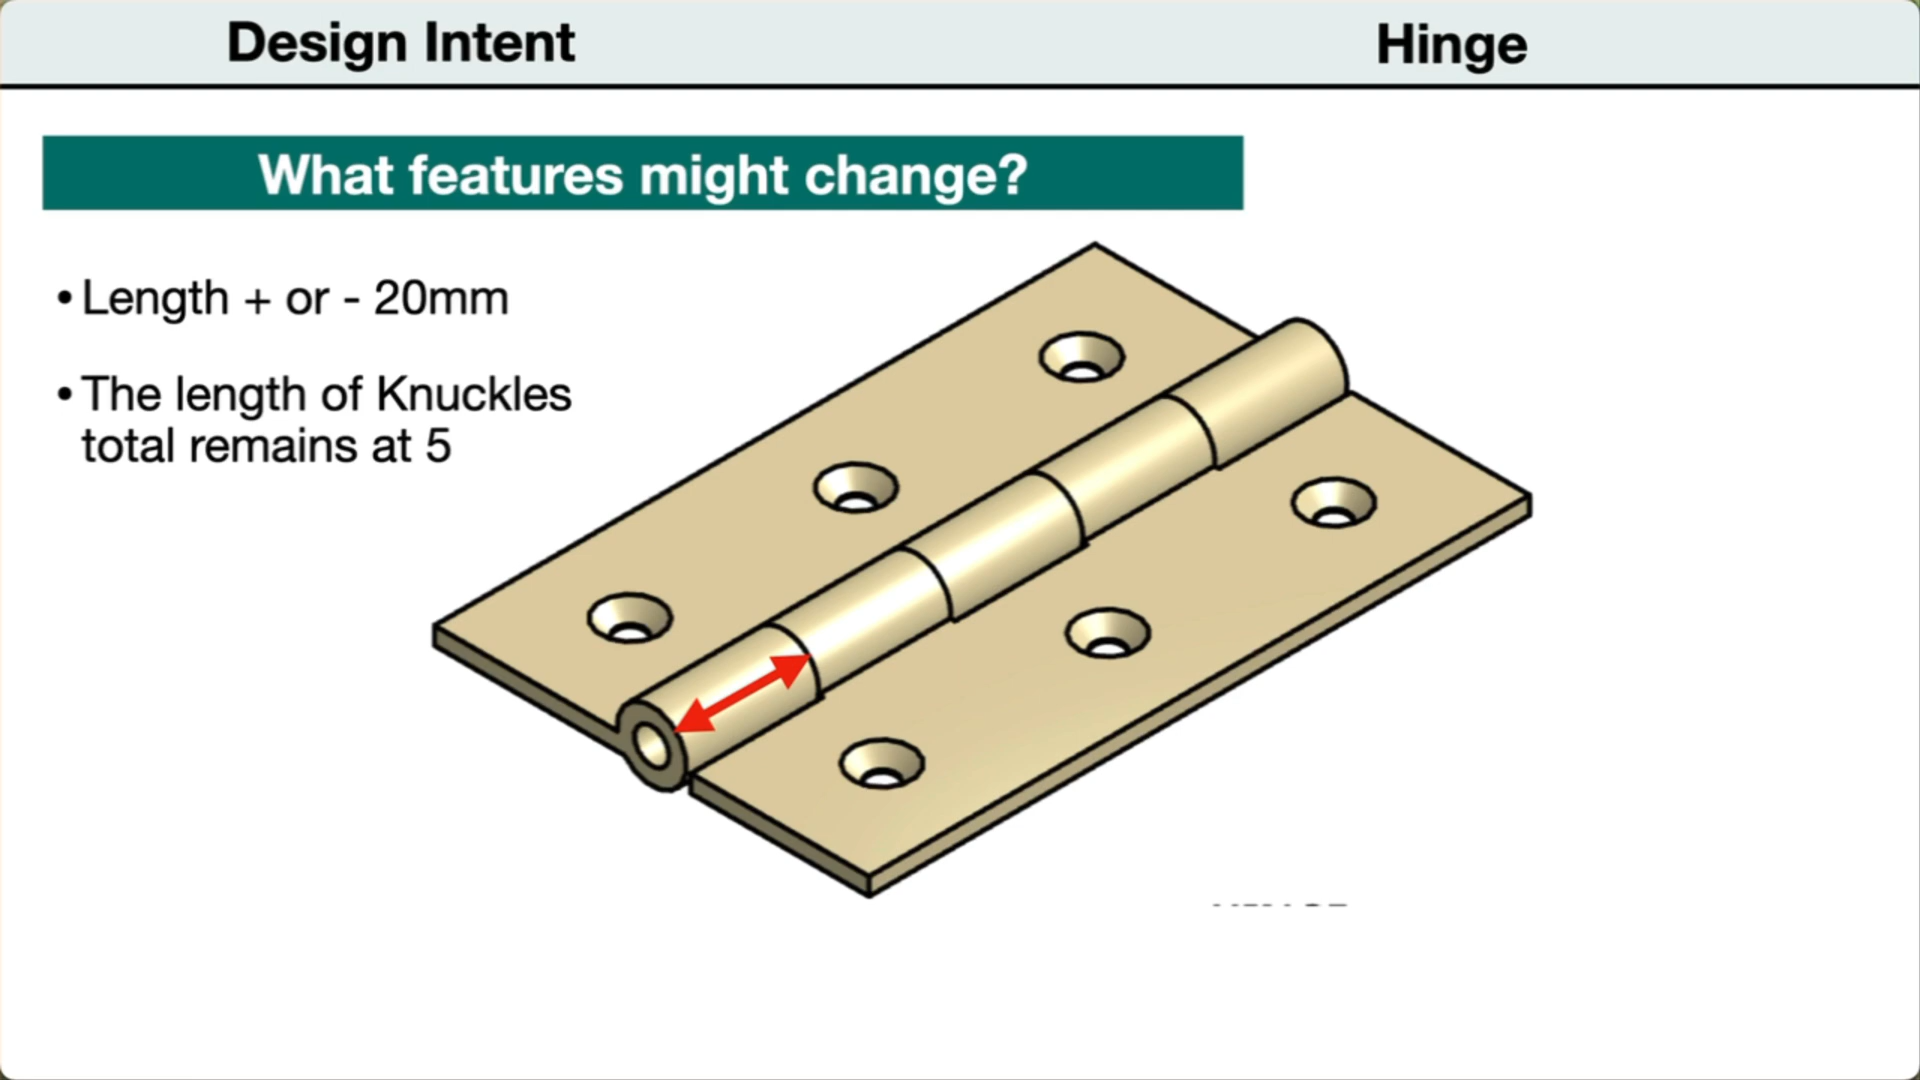 Design Intent
Hinge
What features might change?
• Length + or - 20mm
• The length of Knuckles
total remains at 5